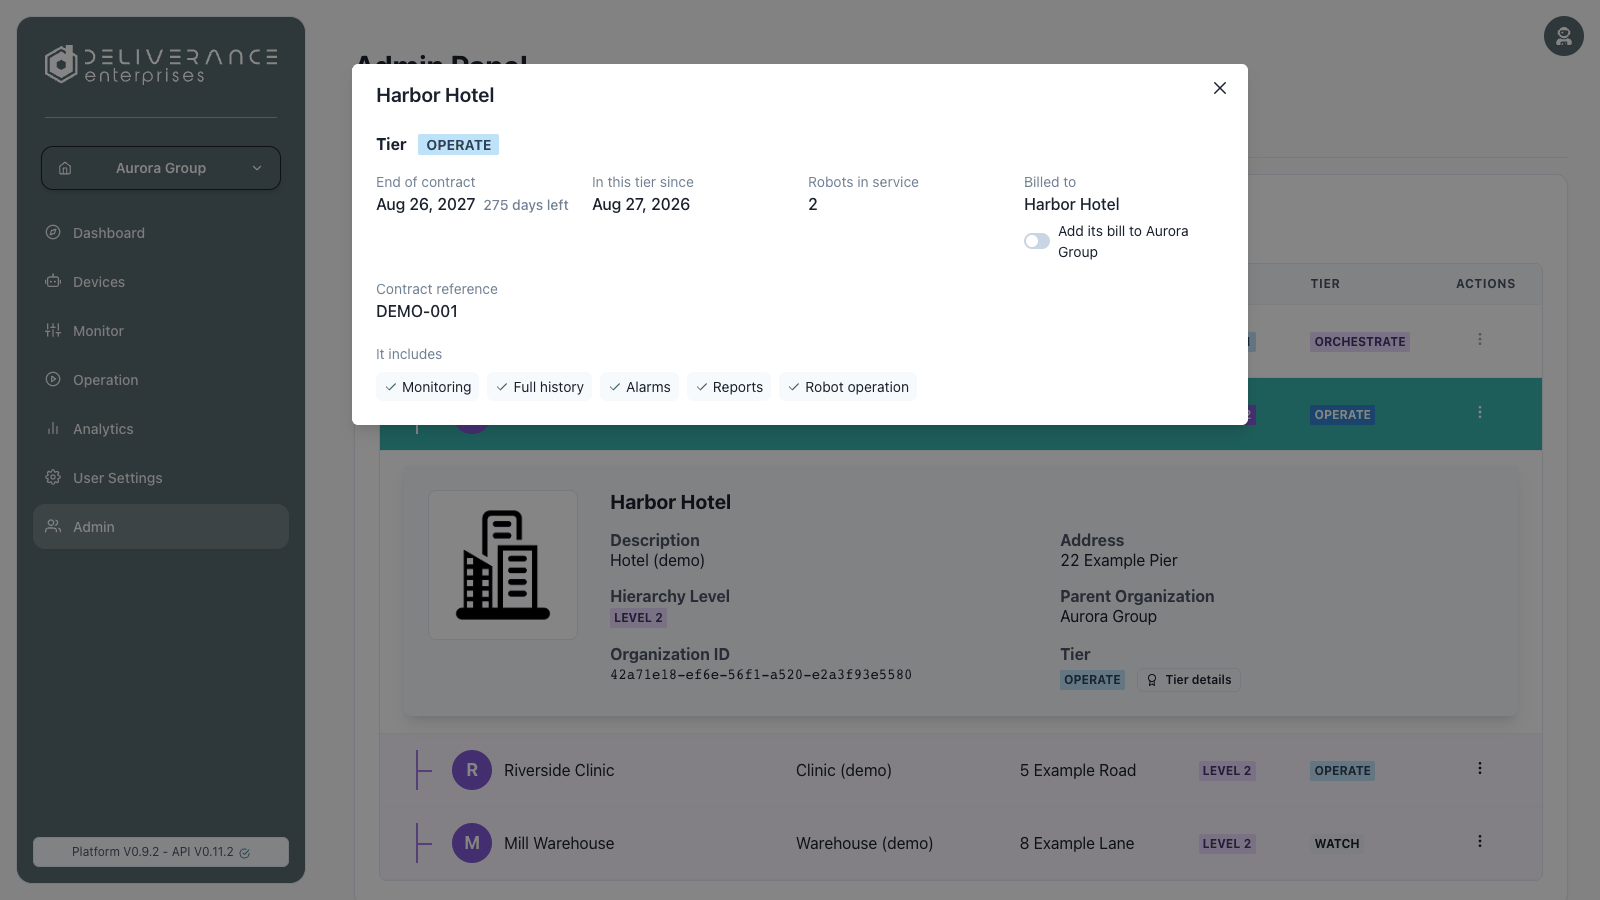 DELIVERANCE
enterprises
Aurora Group
Dashboard
Devices
Monitor
Operation
Analytics
User Settings
Admin
Platform V0.9.2 - API V0.11.2
Admin Panel
Harbor Hotel
Tier OPERATE
End of contract
Aug 26, 2027 275 days left
In this tier since
Aug 27, 2026
Robots in service
2
Billed to
Harbor Hotel
Add its bill to Aurora
Group
Contract reference
DEMO-001
It includes
Monitoring Full history Alarms Reports Robot operation
TIER ACTIONS
ORCHESTRATE
OPERATE
Harbor Hotel
Description
Hotel (demo)
Address
22 Example Pier
Hierarchy Level
LEVEL 2
Parent Organization
Aurora Group
Organization ID
42a71e18-ef6e-56f1-a520-e2a3f93e5580
Tier
OPERATE Tier details
R Riverside Clinic Clinic (demo) 5 Example Road LEVEL 2 OPERATE
M Mill Warehouse Warehouse (demo) 8 Example Lane LEVEL 2 WATCH